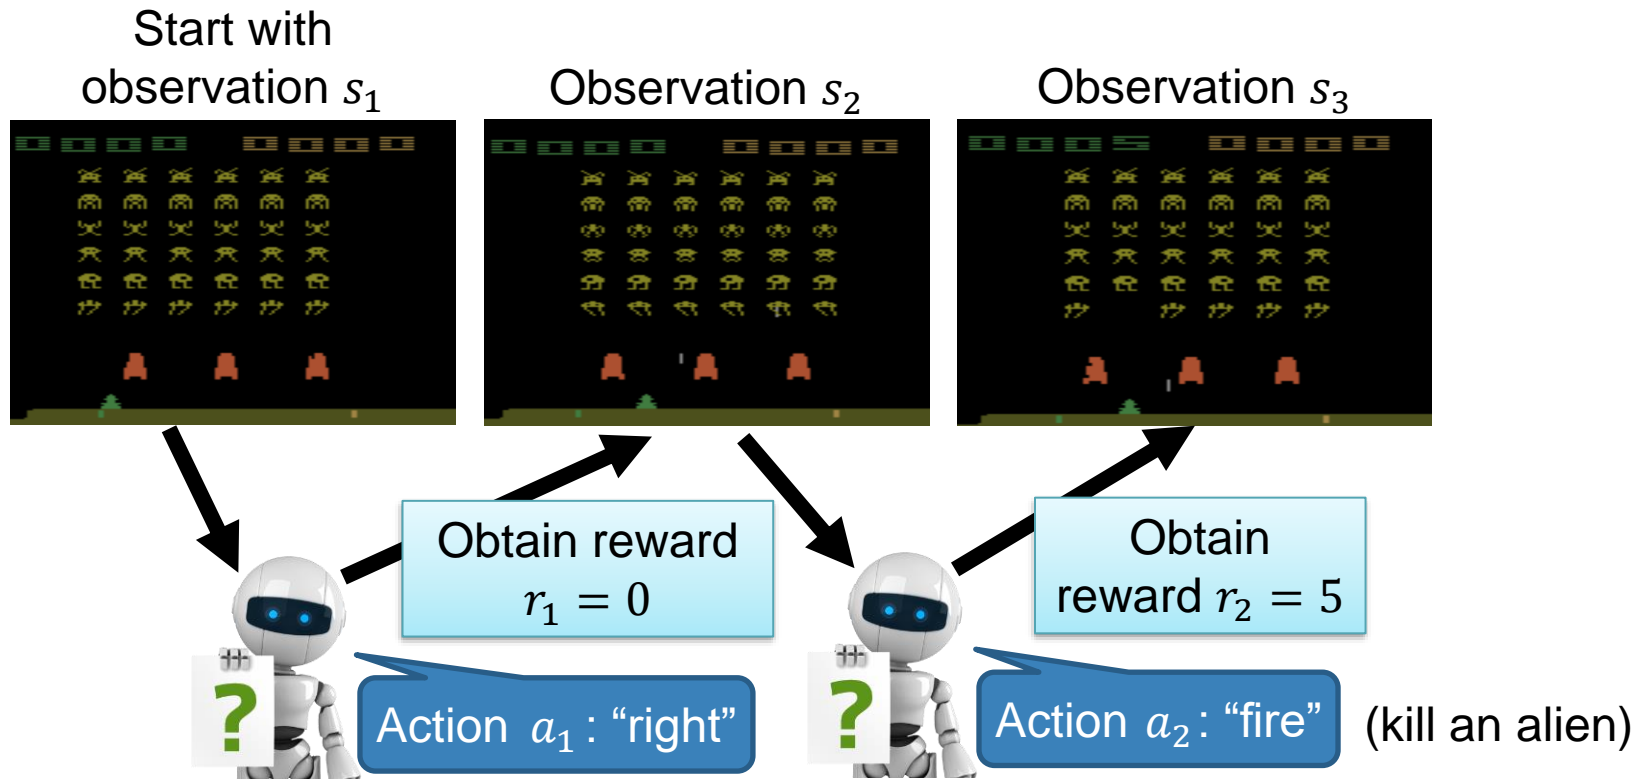 Start with
observation s₁
Observation s₂
Observation s₃
Obtain reward
r₁ = 0
Obtain
reward r₂ = 5
?
Action a₁ : “right”
?
Action a₂ : “fire”
(kill an alien)